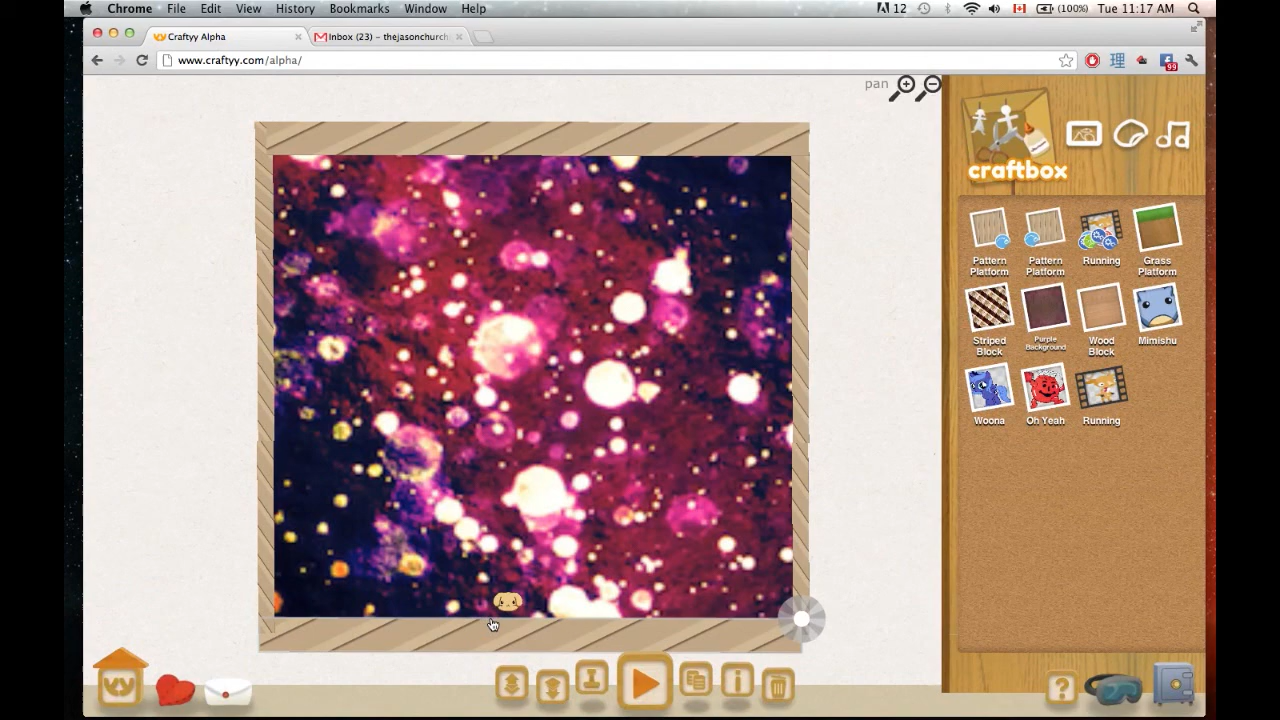 Chrome File Edit View History Bookmarks Window Help 12 (100%) Tue 11:17 AM
Craftyy Alpha Inbox (23) – thejasonchurch
www.craftyy.com/alpha/ 99
pan
craftbox
Pattern Platform
Pattern Platform
Running
Grass Platform
Striped Block
Purple Background
Wood Block
Mimishu
Woona
Oh Yeah
Running